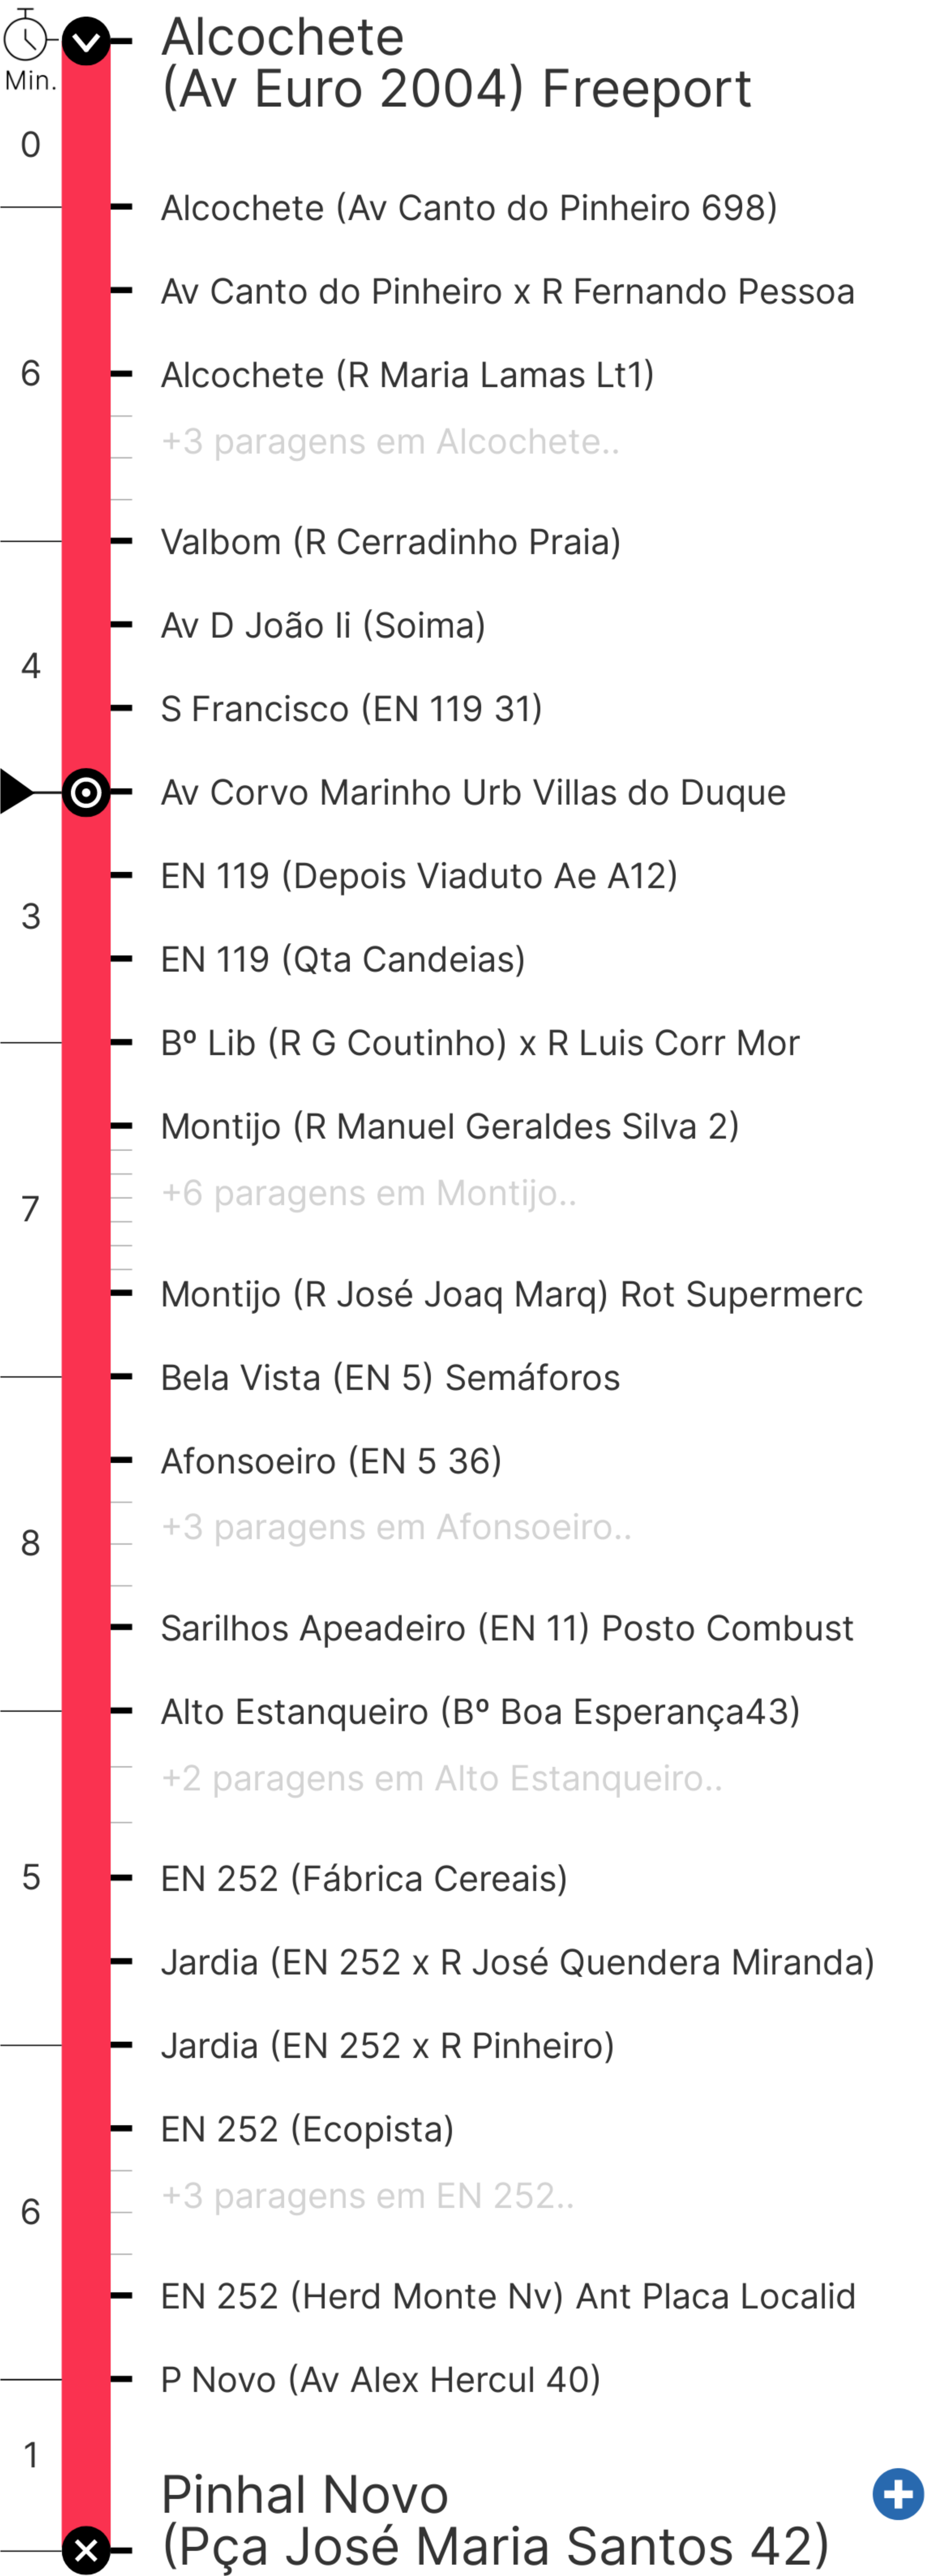 Alcochete
(Av Euro 2004) Freeport
Min.
0
Alcochete (Av Canto do Pinheiro 698)
Av Canto do Pinheiro x R Fernando Pessoa
6
Alcochete (R Maria Lamas Lt1)
+3 paragens em Alcochete..
Valbom (R Cerradinho Praia)
Av D João Ii (Soima)
4
S Francisco (EN 119 31)
Av Corvo Marinho Urb Villas do Duque
EN 119 (Depois Viaduto Ae A12)
3
EN 119 (Qta Candeias)
Bº Lib (R G Coutinho) x R Luis Corr Mor
Montijo (R Manuel Geraldes Silva 2)
+6 paragens em Montijo..
7
Montijo (R José Joaq Marq) Rot Supermerc
Bela Vista (EN 5) Semáforos
Afonsoeiro (EN 5 36)
+3 paragens em Afonsoeiro..
8
Sarilhos Apeadeiro (EN 11) Posto Combust
Alto Estanqueiro (Bº Boa Esperança43)
+2 paragens em Alto Estanqueiro..
5
EN 252 (Fábrica Cereais)
Jardia (EN 252 x R José Quendera Miranda)
Jardia (EN 252 x R Pinheiro)
EN 252 (Ecopista)
+3 paragens em EN 252..
6
EN 252 (Herd Monte Nv) Ant Placa Localid
P Novo (Av Alex Hercul 40)
1
Pinhal Novo
(Pça José Maria Santos 42)